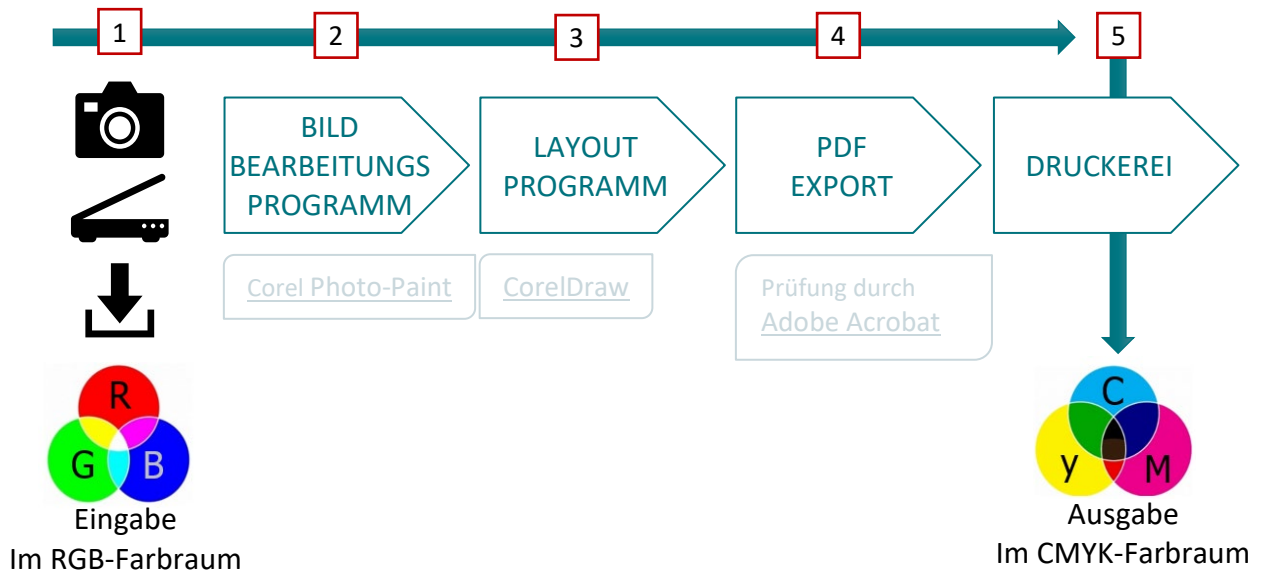 1
2
3
4
5
BILD
BEARBEITUNGS
PROGRAMM
LAYOUT
PROGRAMM
PDF
EXPORT
DRUCKEREI
Corel Photo-Paint
CorelDraw
Prüfung durch
Adobe Acrobat
R
G
B
Eingabe
Im RGB-Farbraum
C
y
M
Ausgabe
Im CMYK-Farbraum